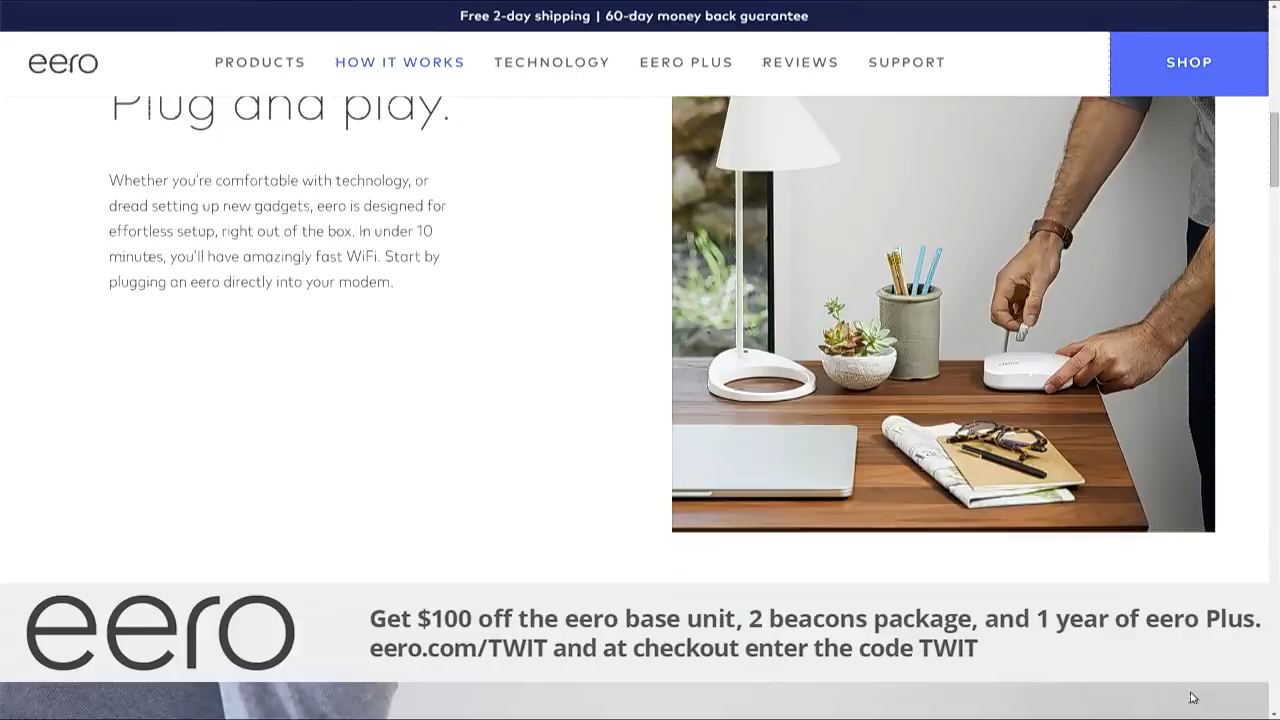 Free 2-day shipping | 60-day money back guarantee
eero
PRODUCTS HOW IT WORKS TECHNOLOGY EERO PLUS REVIEWS SUPPORT SHOP
Plug and play.
Whether you're comfortable with technology, or
dread setting up new gadgets, eero is designed for
effortless setup, right out of the box. In under 10
minutes, you'll have amazingly fast WiFi. Start by
plugging an eero directly into your modem.
eero
eero
Get $100 off the eero base unit, 2 beacons package, and 1 year of eero Plus.
eero.com/TWIT and at checkout enter the code TWIT